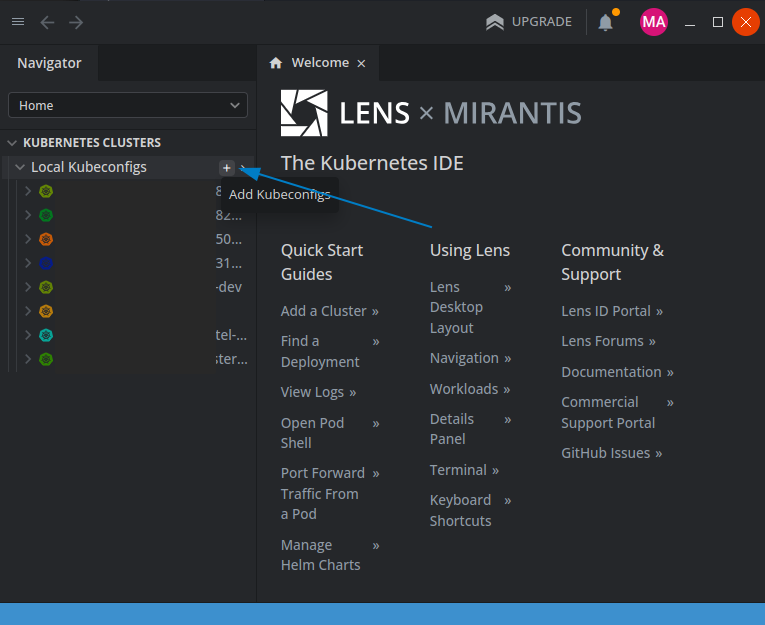 UPGRADE
MA
Navigator
Welcome
Home
LENS × MIRANTIS
KUBERNETES CLUSTERS
Local Kubeconfigs
The Kubernetes IDE
Add Kubeconfigs
82...
50...
31...
-dev
Quick Start
Guides
Add a Cluster »
Find a »
Deployment
View Logs »
Open Pod »
Shell
Port Forward »
Traffic From
a Pod
Manage »
Helm Charts
Using Lens
Lens »
Desktop
Layout
Navigation »
Workloads »
Details »
Panel
Terminal »
Keyboard »
Shortcuts
Community &
Support
Lens ID Portal »
Lens Forums »
Documentation »
Commercial »
Support Portal
GitHub Issues »